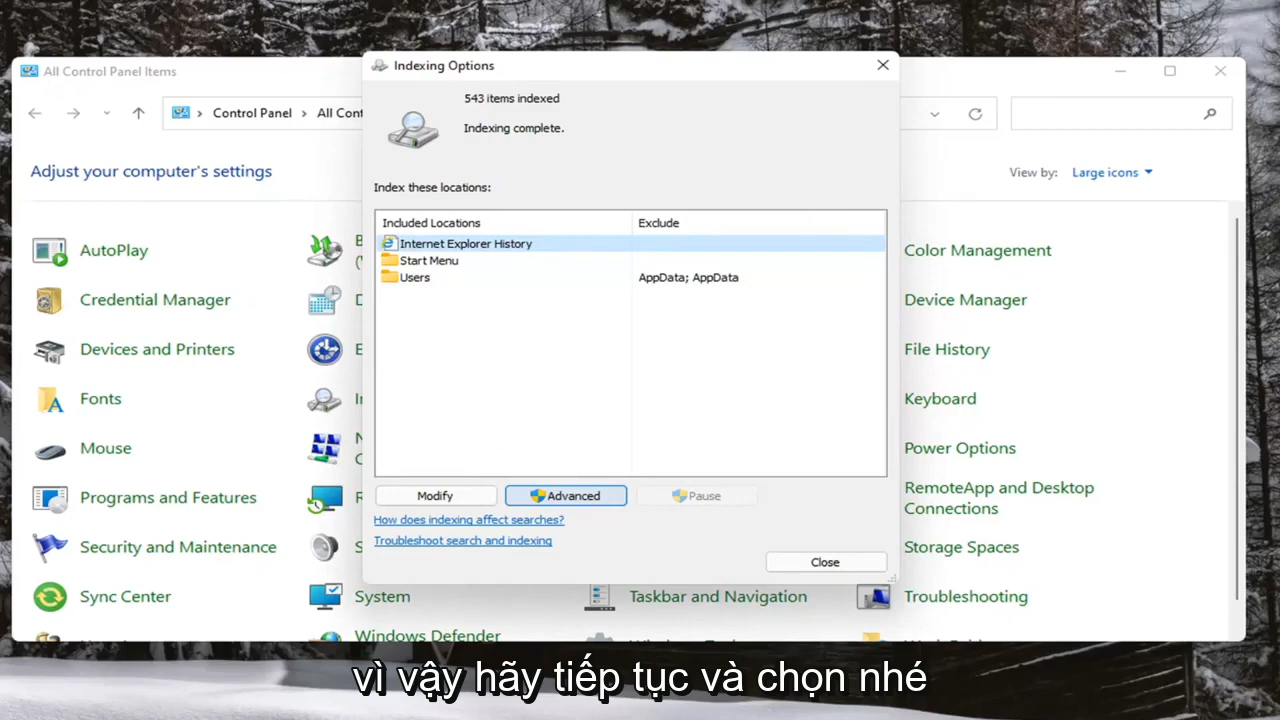 All Control Panel Items
Indexing Options
Control Panel
All Cont
543 items indexed
Indexing complete.
Adjust your computer's settings
View by: Large icons
Index these locations:
Included Locations Exclude
Internet Explorer History
Start Menu
Users AppData; AppData
AutoPlay
Color Management
Credential Manager
Device Manager
Devices and Printers
File History
Fonts
Keyboard
Mouse
Power Options
Programs and Features
RemoteApp and Desktop
Connections
Security and Maintenance
Storage Spaces
Sync Center
System
Taskbar and Navigation
Troubleshooting
Windows Defender
Modify Advanced Pause
How does indexing affect searches?
Troubleshoot search and indexing
Close
vì vậy hãy tiếp tục và chọn nhé